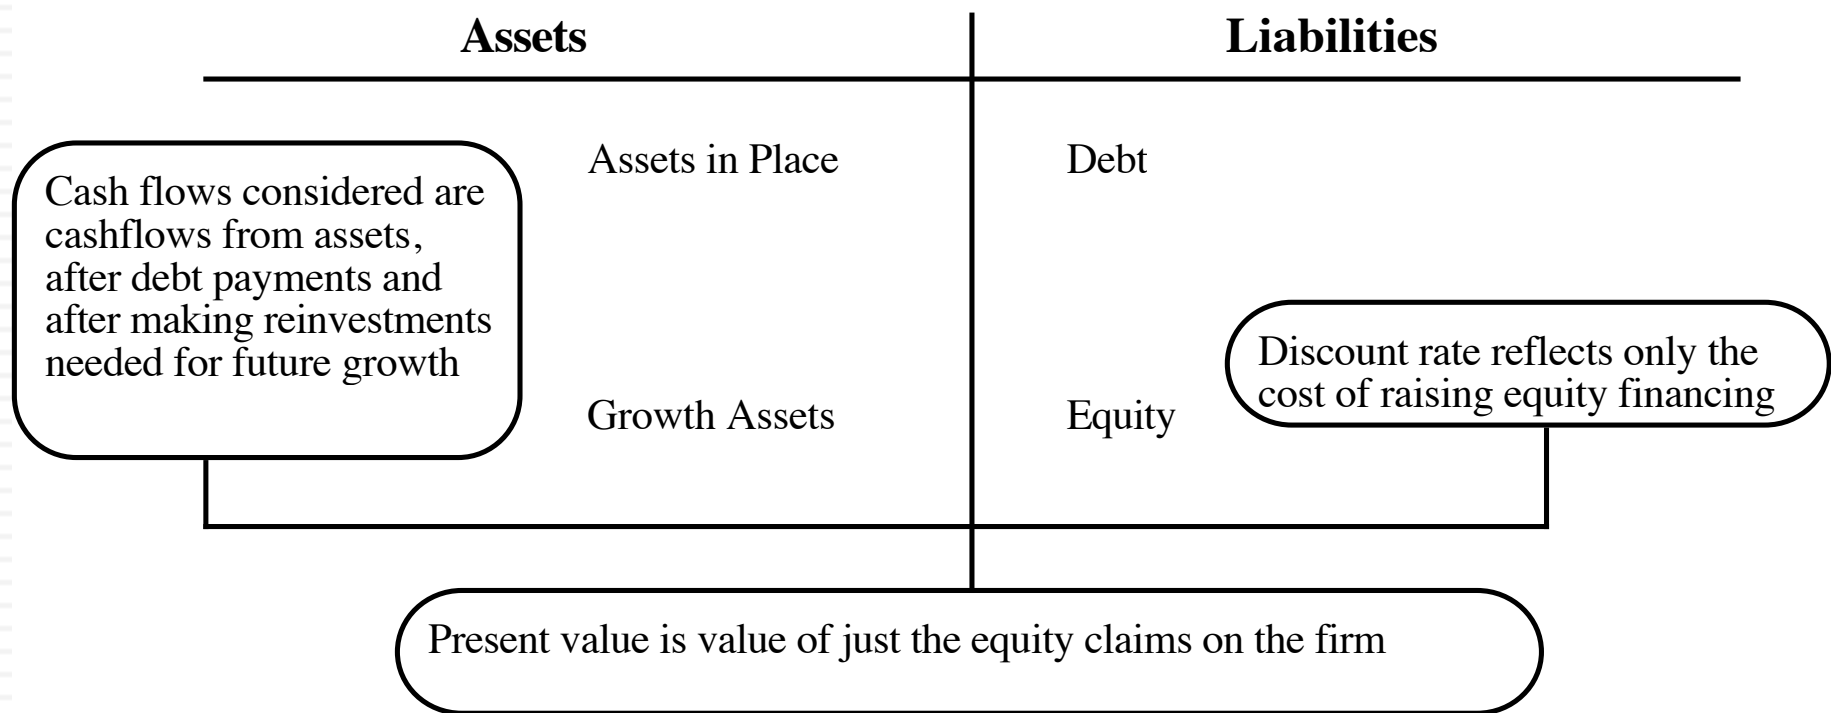 Assets
Liabilities
Assets in Place
Debt
Cash flows considered are
cashflows from assets,
after debt payments and
after making reinvestments
needed for future growth
Discount rate reflects only the
cost of raising equity financing
Growth Assets
Equity
Present value is value of just the equity claims on the firm